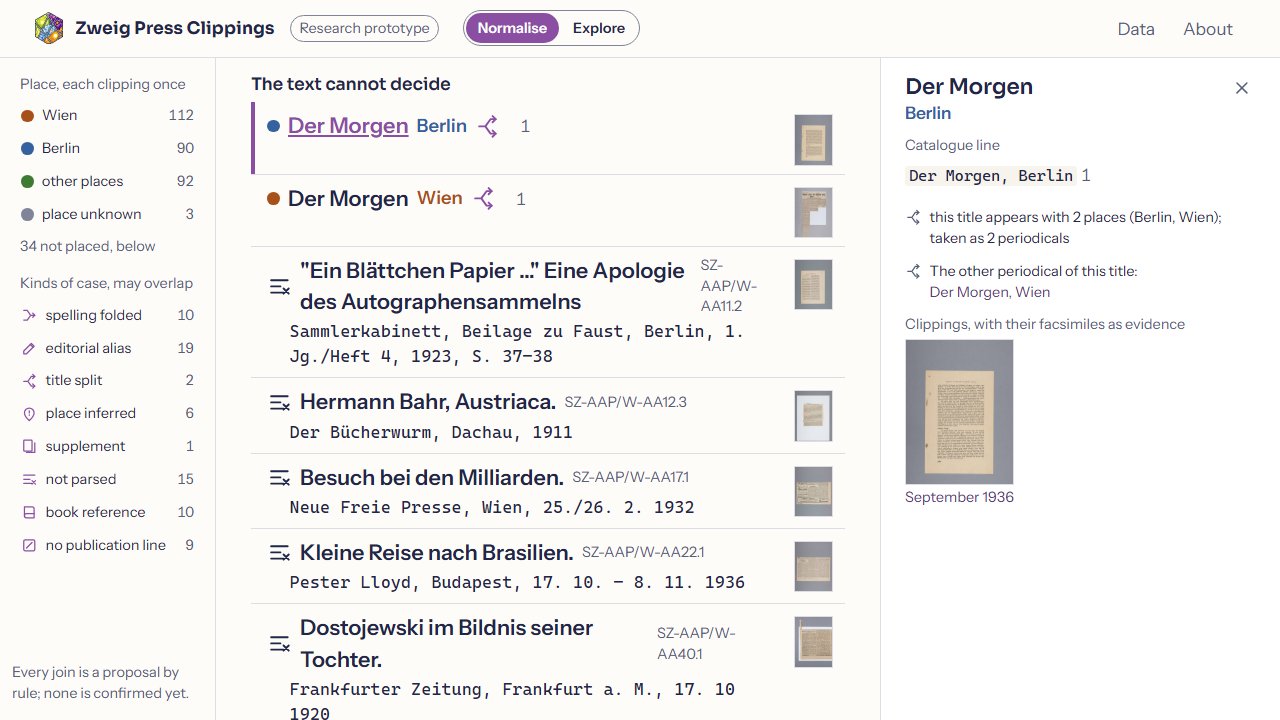 Zweig Press Clippings
Research prototype
Normalise
Explore
Data
About
Place, each clipping once
Wien 112
Berlin 90
other places 92
place unknown 3
34 not placed, below
Kinds of case, may overlap
spelling folded 10
editorial alias 19
title split 2
place inferred 6
supplement 1
not parsed 15
book reference 10
no publication line 9
Every join is a proposal by
rule; none is confirmed yet.
The text cannot decide
Der Morgen Berlin 1
Der Morgen Wien 1
"Ein Blättchen Papier ..." Eine Apologie
des Autographensammelns
SZ-
AAP/W-
AA11.2
Sammlerkabinett, Beilage zu Faust, Berlin, 1.
Jg./Heft 4, 1923, S. 37–38
Hermann Bahr, Austriaca. SZ-AAP/W-AA12.3
Der Bücherwurm, Dachau, 1911
Besuch bei den Milliarden. SZ-AAP/W-AA17.1
Neue Freie Presse, Wien, 25./26. 2. 1932
Kleine Reise nach Brasilien. SZ-AAP/W-AA22.1
Pester Lloyd, Budapest, 17. 10. – 8. 11. 1936
Dostojewski im Bildnis seiner
Tochter.
SZ-AAP/W-
AA40.1
Frankfurter Zeitung, Frankfurt a. M., 17. 10
1920
Der Morgen
Berlin
Catalogue line
Der Morgen, Berlin 1
this title appears with 2 places (Berlin, Wien);
taken as 2 periodicals
The other periodical of this title:
Der Morgen, Wien
Clippings, with their facsimiles as evidence
September 1936